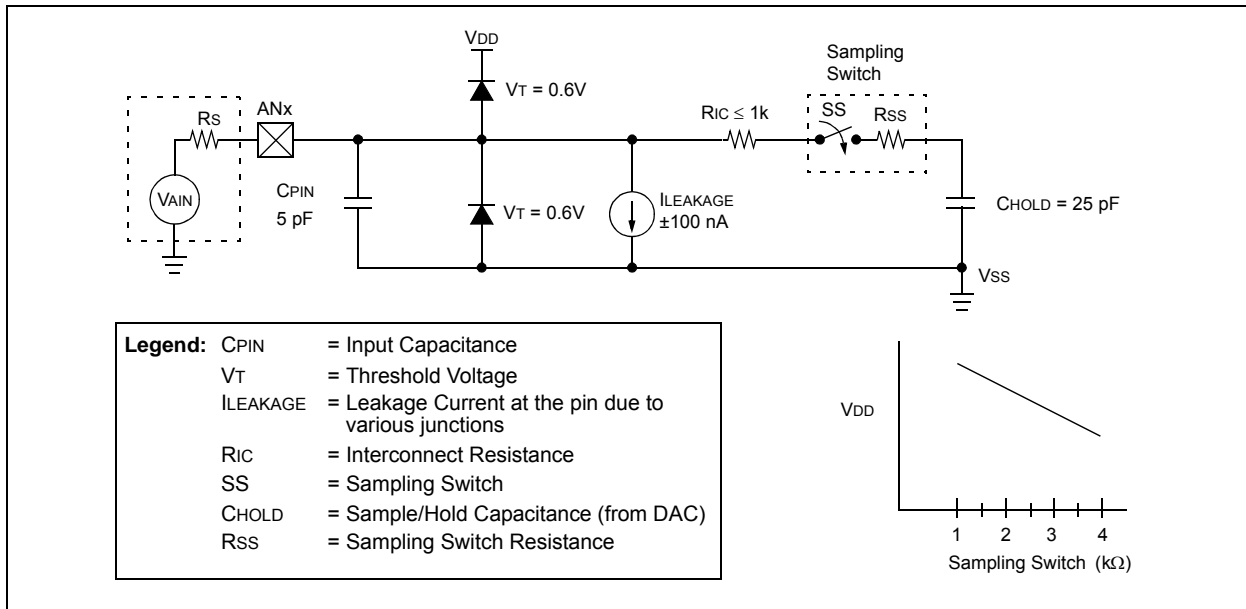 VDD
Sampling
Switch
VT = 0.6V
ANx
RS
RIC ≤ 1k
SS
RSS
VAIN
CPIN
5 pF
VT = 0.6V
ILEAKAGE
±100 nA
CHOLD = 25 pF
VSS
Legend: CPIN = Input Capacitance
VT = Threshold Voltage
ILEAKAGE = Leakage Current at the pin due to
various junctions
RIC = Interconnect Resistance
SS = Sampling Switch
CHOLD = Sample/Hold Capacitance (from DAC)
RSS = Sampling Switch Resistance
VDD
1 2 3 4
Sampling Switch (kΩ)